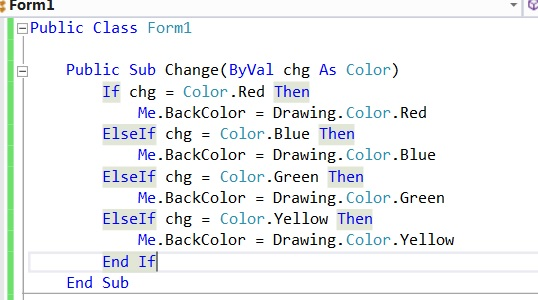 Form1
Public Class Form1
Public Sub Change(ByVal chg As Color)
If chg = Color.Red Then
Me.BackColor = Drawing.Color.Red
ElseIf chg = Color.Blue Then
Me.BackColor = Drawing.Color.Blue
ElseIf chg = Color.Green Then
Me.BackColor = Drawing.Color.Green
ElseIf chg = Color.Yellow Then
Me.BackColor = Drawing.Color.Yellow
End If
End Sub